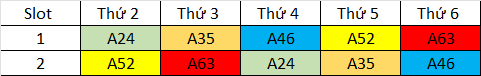 Slot Thứ 2 Thứ 3 Thứ 4 Thứ 5 Thứ 6
1 A24 A35 A46 A52 A63
2 A52 A63 A24 A35 A46